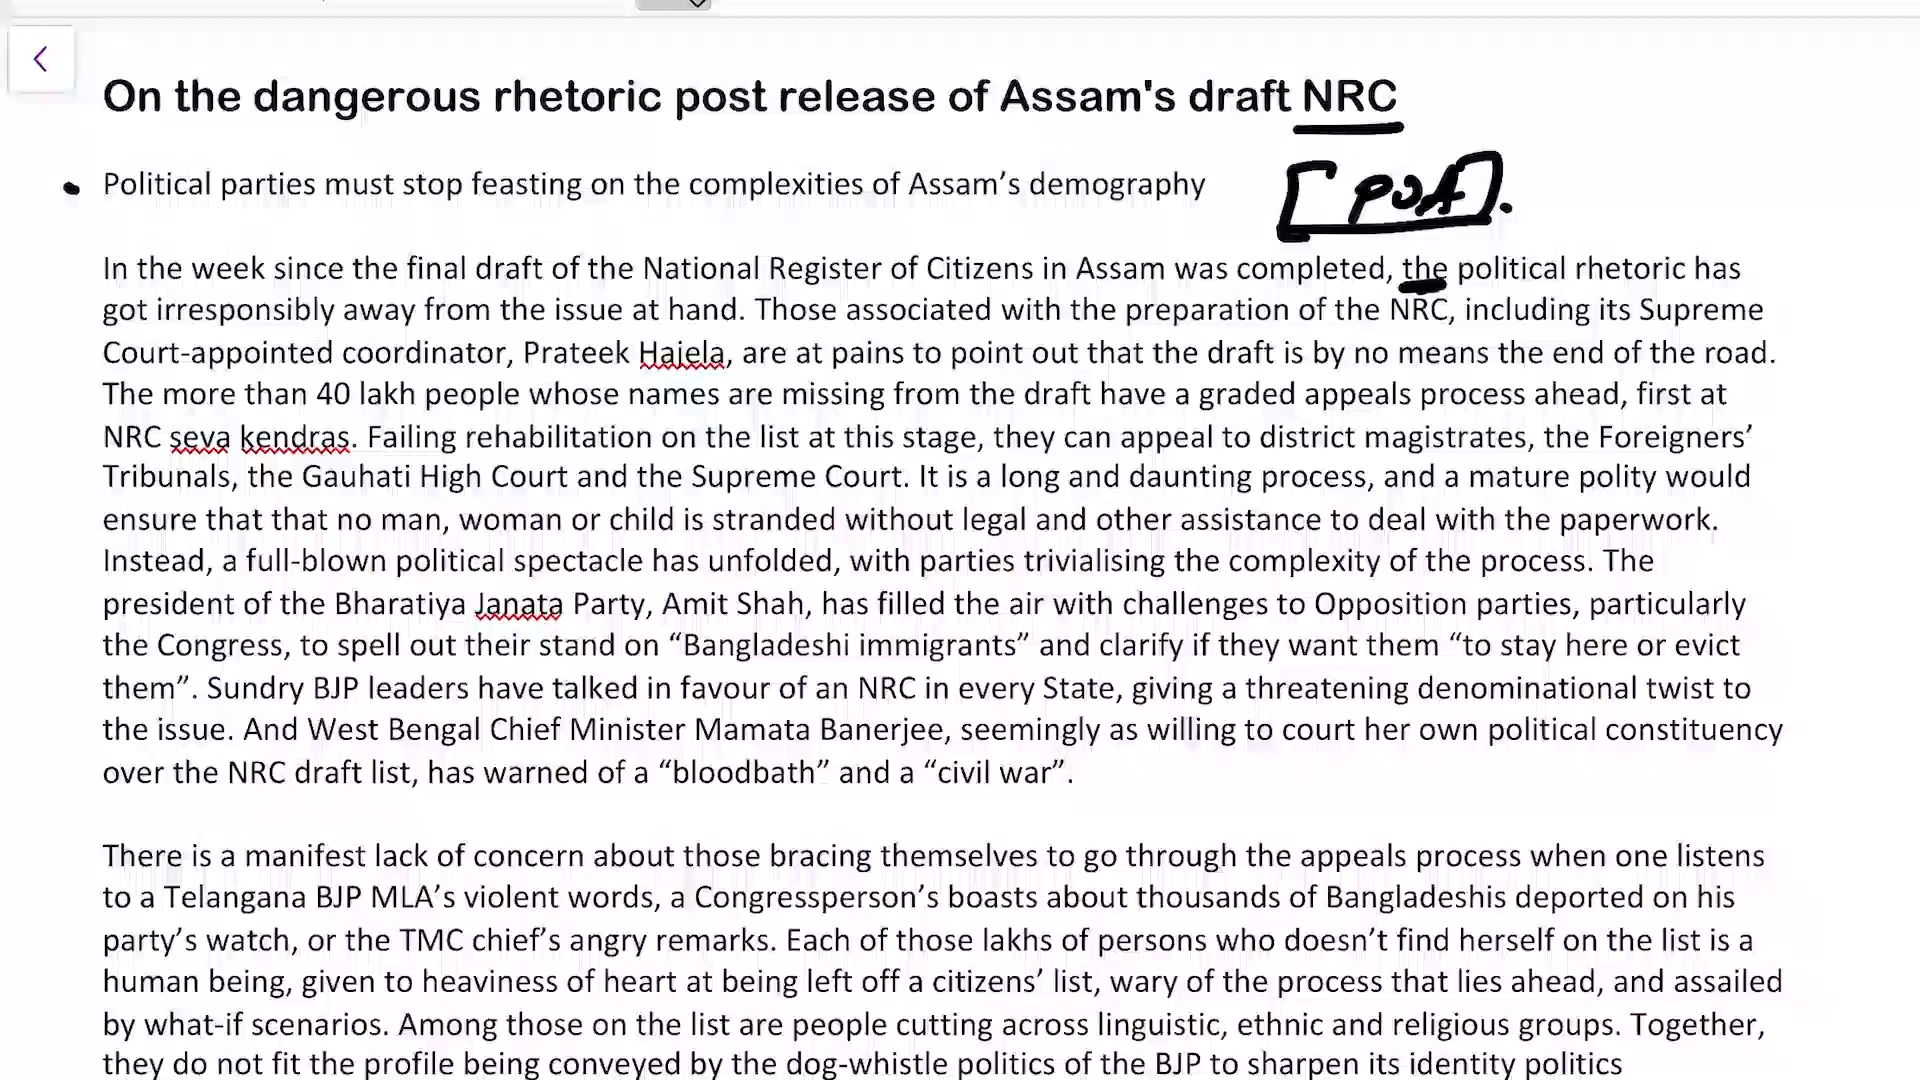 On the dangerous rhetoric post release of Assam's draft NRC
Political parties must stop feasting on the complexities of Assam’s demography
[POA].
In the week since the final draft of the National Register of Citizens in Assam was completed, the political rhetoric has
got irresponsibly away from the issue at hand. Those associated with the preparation of the NRC, including its Supreme
Court-appointed coordinator, Prateek Hajela, are at pains to point out that the draft is by no means the end of the road.
The more than 40 lakh people whose names are missing from the draft have a graded appeals process ahead, first at
NRC seva kendras. Failing rehabilitation on the list at this stage, they can appeal to district magistrates, the Foreigners’
Tribunals, the Gauhati High Court and the Supreme Court. It is a long and daunting process, and a mature polity would
ensure that that no man, woman or child is stranded without legal and other assistance to deal with the paperwork.
Instead, a full-blown political spectacle has unfolded, with parties trivialising the complexity of the process. The
president of the Bharatiya Janata Party, Amit Shah, has filled the air with challenges to Opposition parties, particularly
the Congress, to spell out their stand on “Bangladeshi immigrants” and clarify if they want them “to stay here or evict
them”. Sundry BJP leaders have talked in favour of an NRC in every State, giving a threatening denominational twist to
the issue. And West Bengal Chief Minister Mamata Banerjee, seemingly as willing to court her own political constituency
over the NRC draft list, has warned of a “bloodbath” and a “civil war”.
There is a manifest lack of concern about those bracing themselves to go through the appeals process when one listens
to a Telangana BJP MLA’s violent words, a Congressperson’s boasts about thousands of Bangladeshis deported on his
party’s watch, or the TMC chief’s angry remarks. Each of those lakhs of persons who doesn’t find herself on the list is a
human being, given to heaviness of heart at being left off a citizens’ list, wary of the process that lies ahead, and assailed
by what-if scenarios. Among those on the list are people cutting across linguistic, ethnic and religious groups. Together,
they do not fit the profile being conveyed by the dog-whistle politics of the BJP to sharpen its identity politics